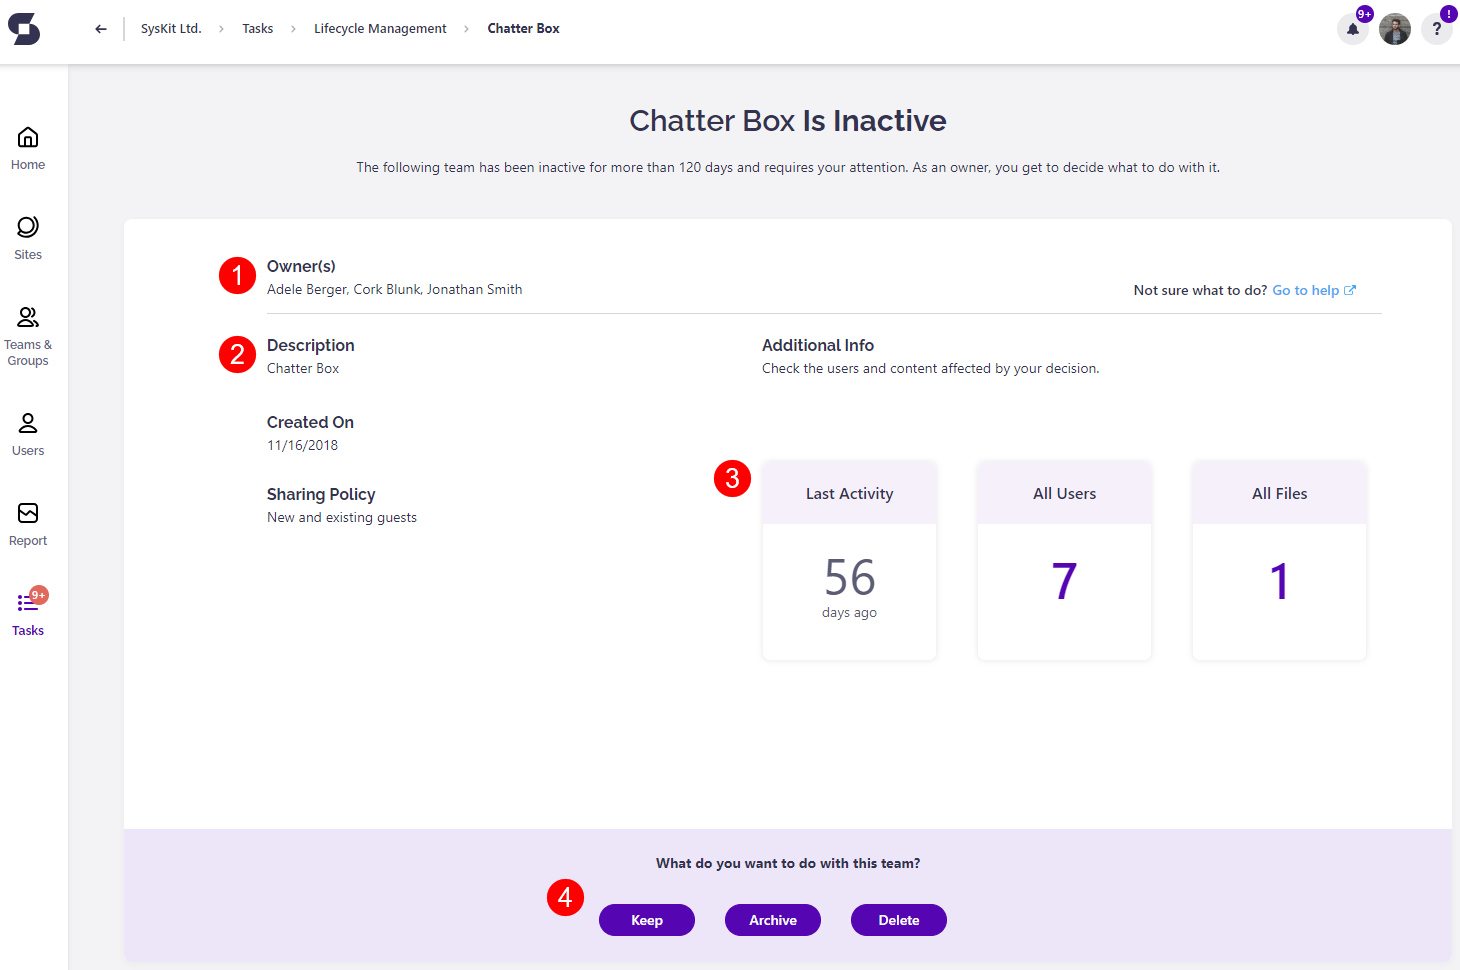 SysKit Ltd. > Tasks > Lifecycle Management > Chatter Box
9+
!
?
Home
Sites
Teams &
Groups
Users
Report
9+
Tasks
Chatter Box Is Inactive
The following team has been inactive for more than 120 days and requires your attention. As an owner, you get to decide what to do with it.
1
Owner(s)
Adele Berger, Cork Blunk, Jonathan Smith
Not sure what to do? Go to help
2
Description
Chatter Box
Created On
11/16/2018
Sharing Policy
New and existing guests
Additional Info
Check the users and content affected by your decision.
3
Last Activity
56
days ago
All Users
7
All Files
1
What do you want to do with this team?
4
Keep
Archive
Delete